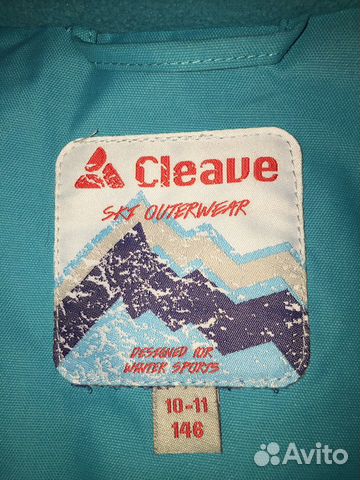 Cleave
SKI OUTERWEAR
DESIGNED FOR
WINTER SPORTS
10-11
146
Avito